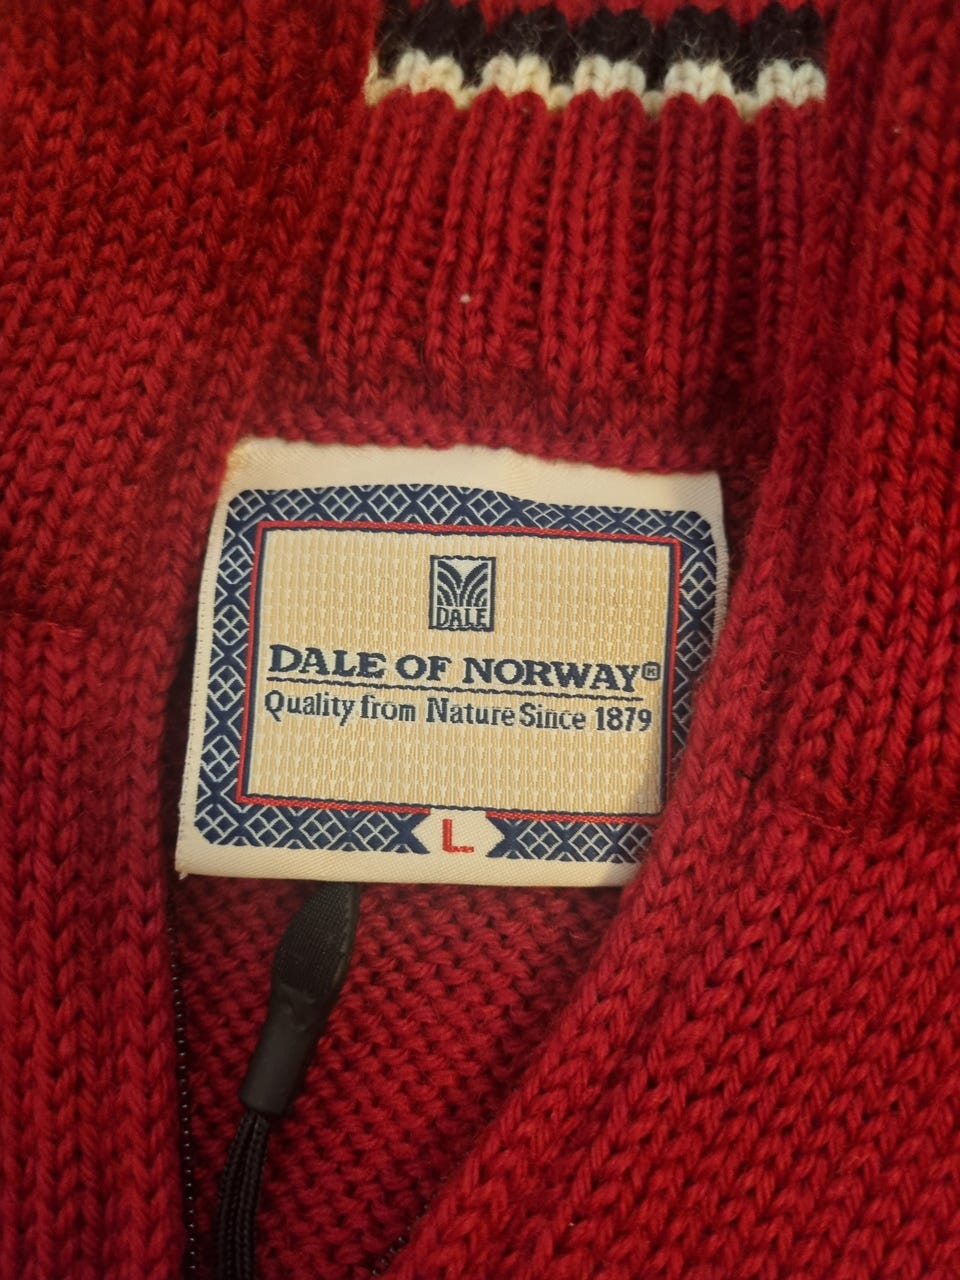 DALE
DALE OF NORWAY®
Quality from Nature Since 1879
L